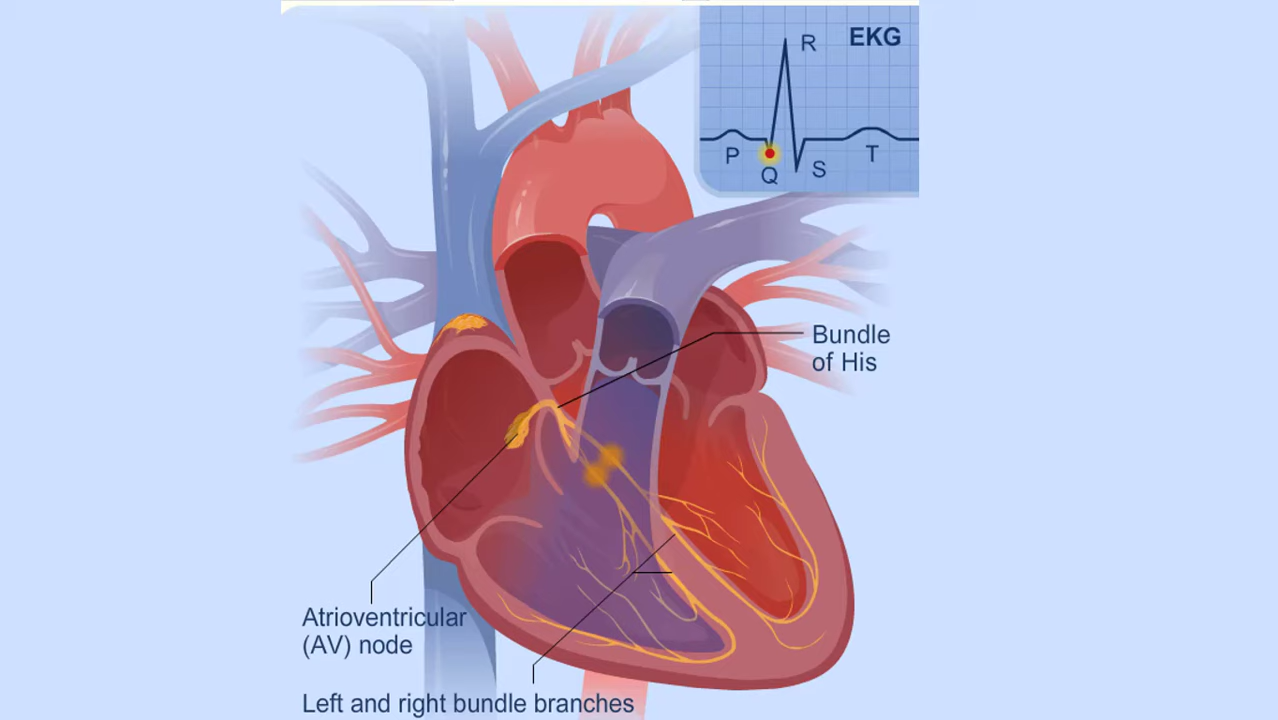 EKG
R
P
Q
S
T
Bundle
of His
Atrioventricular
(AV) node
Left and right bundle branches